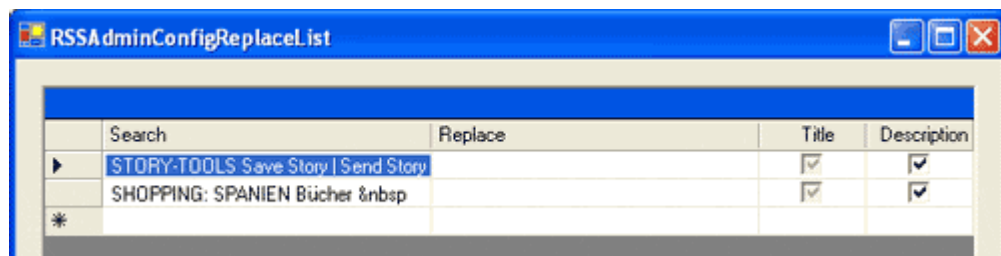 RSSAdminConfigReplaceList
Search Replace Title Description
STORY-TOOLS Save Story | Send Story
SHOPPING: SPANIEN Bücher &nbsp